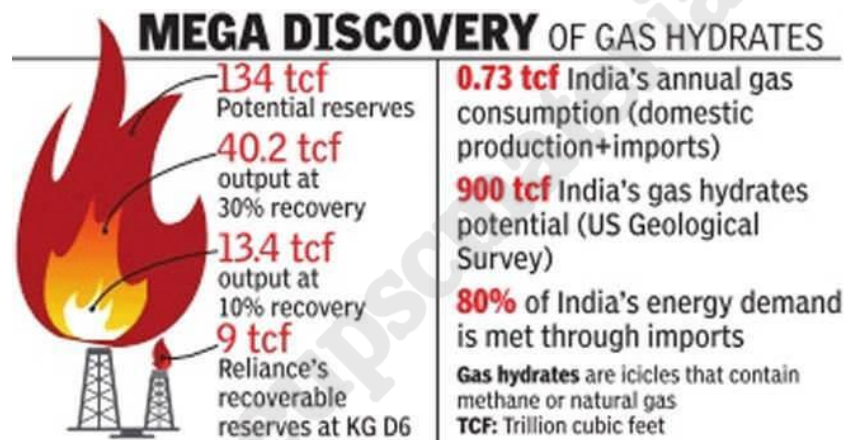 MEGA DISCOVERY OF GAS HYDRATES
134 tcf
Potential reserves
40.2 tcf
output at
30% recovery
13.4 tcf
output at
10% recovery
9 tcf
Reliance's
recoverable
reserves at KG D6
0.73 tcf India's annual gas
consumption (domestic
production+imports)
900 tcf India's gas hydrates
potential (US Geological
Survey)
80% of India's energy demand
is met through imports
Gas hydrates are icicles that contain
methane or natural gas
TCF: Trillion cubic feet
upscmaterial